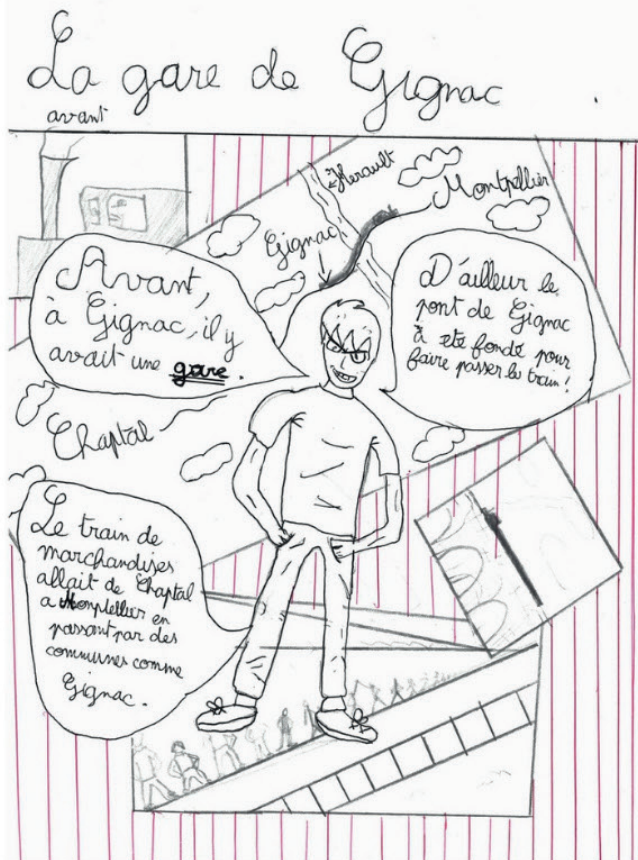 La gare de Gignac
avant
Hérault
Montpellier
Gignac
Avant,
à Gignac, il y
avait une gare.
D'ailleur le
pont de Gignac
à eté fondé pour
faire passer le train!
Chaptal
Le train de
marchandises
allait de Chaptal
a Monptellier en
passant par des
communes comme
Gignac.